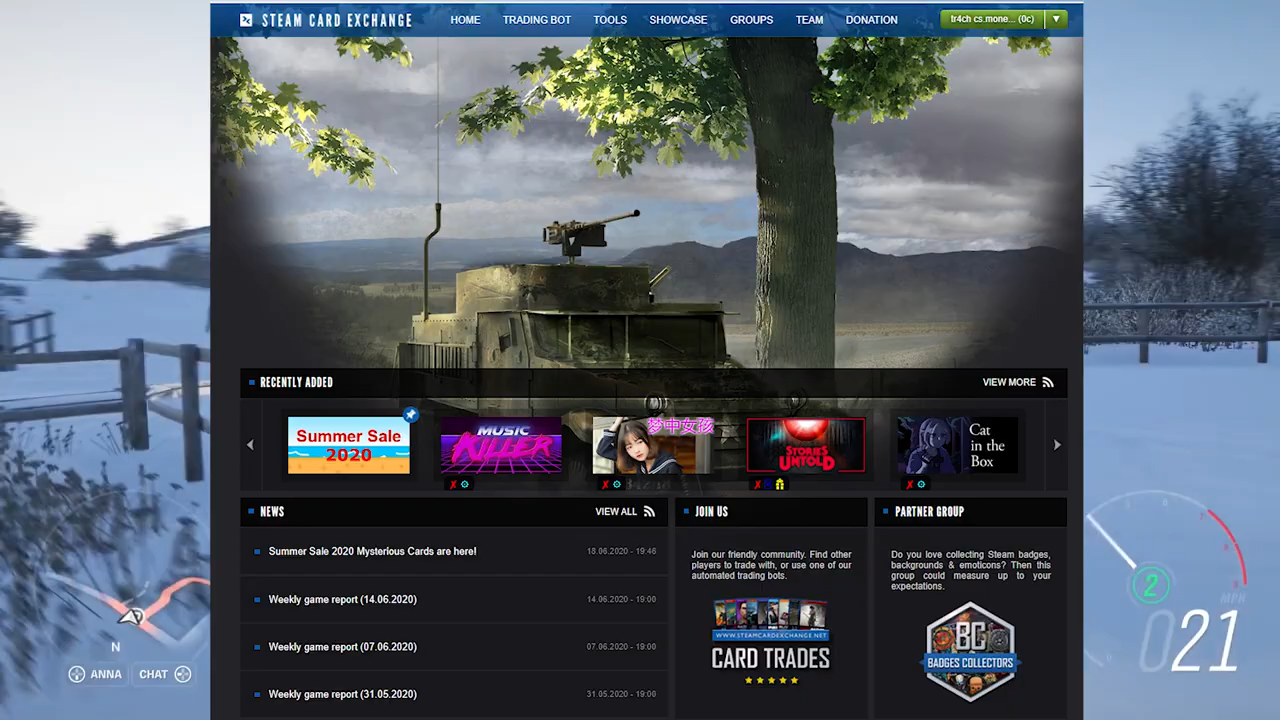 STEAM CARD EXCHANGE
HOME
TRADING BOT
TOOLS
SHOWCASE
GROUPS
TEAM
DONATION
tr4ch cs.mone... (0c)
RECENTLY ADDED
VIEW MORE
Summer Sale
2020
MUSIC
KILLER
梦中女孩
STORIES
UNTOLD
Cat
in the
Box
NEWS
VIEW ALL
Summer Sale 2020 Mysterious Cards are here!
18.06.2020 - 19:46
Weekly game report (14.06.2020)
14.06.2020 - 19:00
Weekly game report (07.06.2020)
07.06.2020 - 19:00
Weekly game report (31.05.2020)
31.05.2020 - 19:00
JOIN US
Join our friendly community. Find other
players to trade with, or use one of our
automated trading bots.
WWW.STEAMCARDEXCHANGE.NET
CARD TRADES
PARTNER GROUP
Do you love collecting Steam badges,
backgrounds & emoticons? Then this
group could measure up to your
expectations.
BC
BADGES COLLECTORS
N
ANNA
CHAT
2
MPH
021